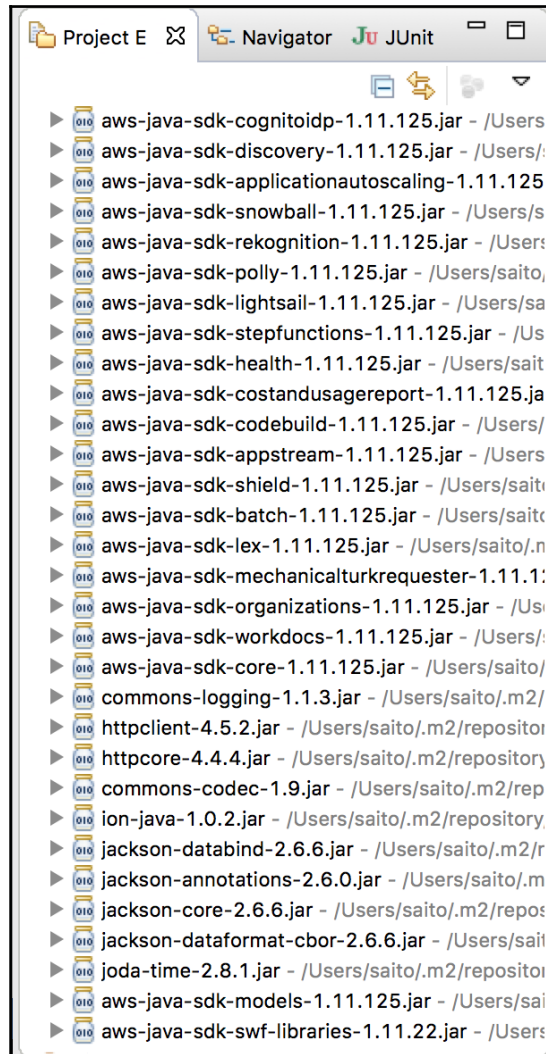 Project E Navigator JU JUnit
aws-java-sdk-cognitoidp-1.11.125.jar - /Users
aws-java-sdk-discovery-1.11.125.jar - /Users/
aws-java-sdk-applicationautoscaling-1.11.125
aws-java-sdk-snowball-1.11.125.jar - /Users/s
aws-java-sdk-rekognition-1.11.125.jar - /Users
aws-java-sdk-polly-1.11.125.jar - /Users/saito/
aws-java-sdk-lightsail-1.11.125.jar - /Users/sa
aws-java-sdk-stepfunctions-1.11.125.jar - /Us
aws-java-sdk-health-1.11.125.jar - /Users/sait
aws-java-sdk-costandusagereport-1.11.125.ja
aws-java-sdk-codebuild-1.11.125.jar - /Users/
aws-java-sdk-appstream-1.11.125.jar - /Users
aws-java-sdk-shield-1.11.125.jar - /Users/saito
aws-java-sdk-batch-1.11.125.jar - /Users/saito
aws-java-sdk-lex-1.11.125.jar - /Users/saito/.m
aws-java-sdk-mechanicalturkrequester-1.11.12
aws-java-sdk-organizations-1.11.125.jar - /Use
aws-java-sdk-workdocs-1.11.125.jar - /Users/
aws-java-sdk-core-1.11.125.jar - /Users/saito/
commons-logging-1.1.3.jar - /Users/saito/.m2/
httpclient-4.5.2.jar - /Users/saito/.m2/repositor
httpcore-4.4.4.jar - /Users/saito/.m2/repository
commons-codec-1.9.jar - /Users/saito/.m2/rep
ion-java-1.0.2.jar - /Users/saito/.m2/repository/
jackson-databind-2.6.6.jar - /Users/saito/.m2/r
jackson-annotations-2.6.0.jar - /Users/saito/.m
jackson-core-2.6.6.jar - /Users/saito/.m2/repos
jackson-dataformat-cbor-2.6.6.jar - /Users/sait
joda-time-2.8.1.jar - /Users/saito/.m2/repositor
aws-java-sdk-models-1.11.125.jar - /Users/sai
aws-java-sdk-swf-libraries-1.11.22.jar - /Users